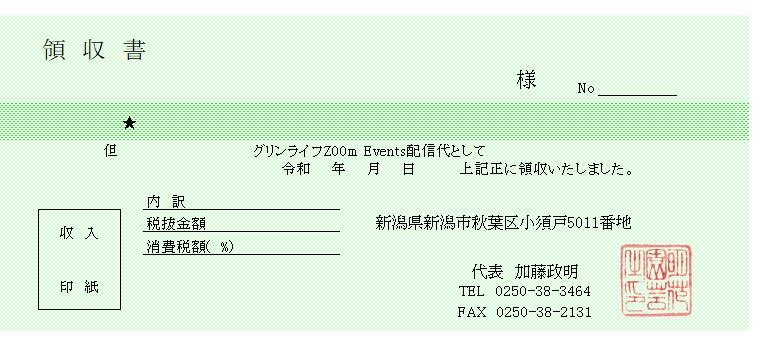 領収書
様
No
★
但 グリンライフZOOm Events配信代として
令和 年 月 日 上記正に領収いたしました。
内 訳
税抜金額
消費税額( %)
収 入
印 紙
新潟県新潟市秋葉区小須戸5011番地
代表 加藤政明
TEL 0250-38-3464
FAX 0250-38-2131